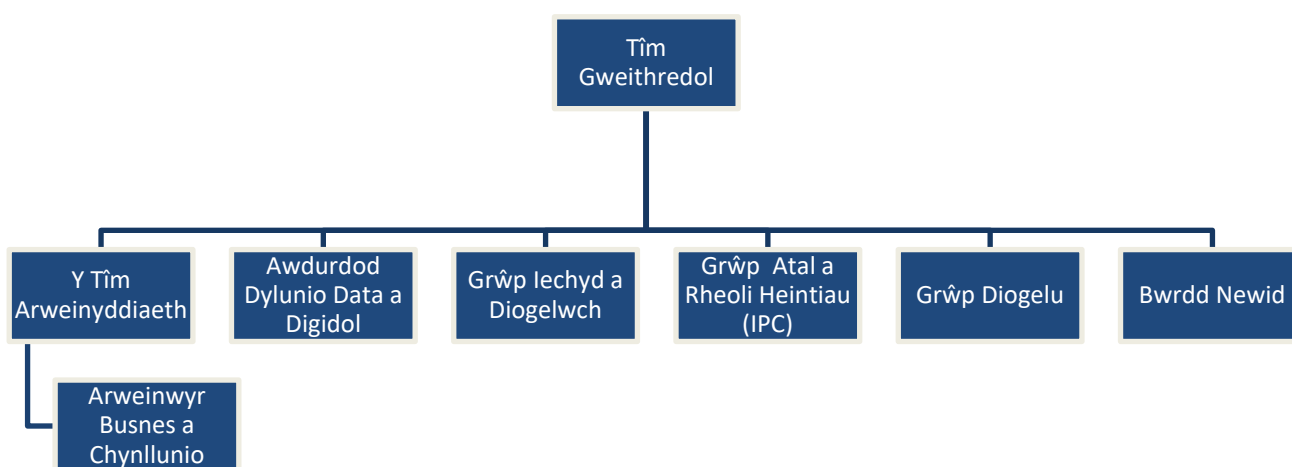 Tîm
Gweithredol
Y Tîm
Arweinyddiaeth
Awdurdod
Dylunio Data a
Digidol
Grŵp Iechyd a
Diogelwch
Grŵp Atal a
Rheoli Heintiau
(IPC)
Grŵp Diogelu
Bwrdd Newid
Arweinwyr
Busnes a
Chynllunio